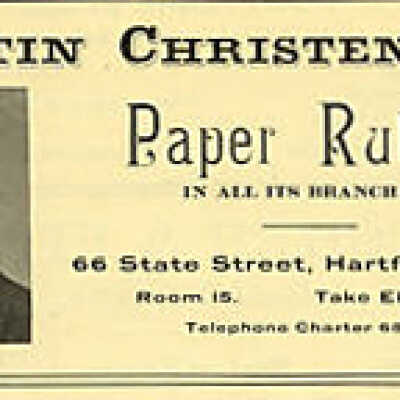 TIN CHRISTEN
Paper Ru
IN ALL ITS BRANCH
66 State Street, Hartf
Room 15. Take El
Telephone Charter 68